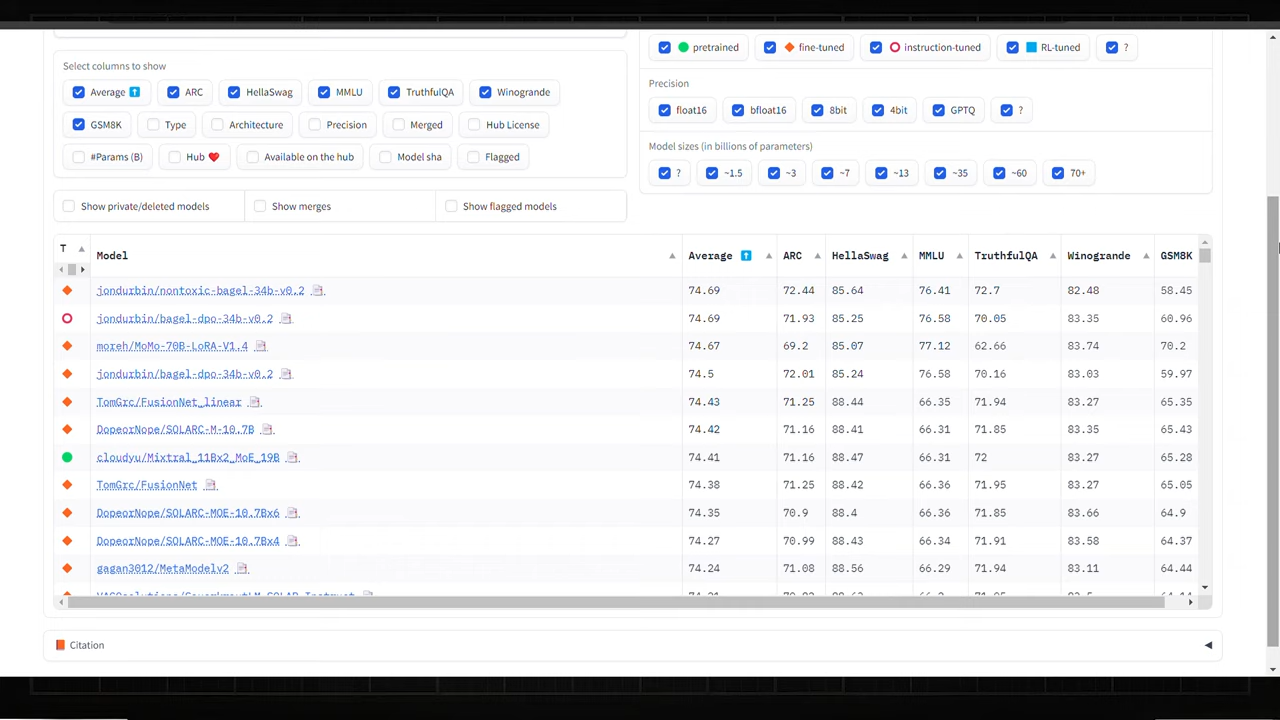 pretrained fine-tuned instruction-tuned RL-tuned ?
Select columns to show
Average ARC HellaSwag MMLU TruthfulQA Winogrande
GSM8K Type Architecture Precision Merged Hub License
#Params (B) Hub Available on the hub Model sha Flagged
Precision
float16 bfloat16 8bit 4bit GPTQ ?
Model sizes (in billions of parameters)
? ~1.5 ~3 ~7 ~13 ~35 ~60 70+
Show private/deleted models Show merges Show flagged models
T Model Average ARC HellaSwag MMLU TruthfulQA Winogrande GSM8K
jondurbin/nontoxic-bagel-34b-v0.2 74.69 72.44 85.64 76.41 72.7 82.48 58.45
jondurbin/bagel-dpo-34b-v0.2 74.69 71.93 85.25 76.58 70.05 83.35 60.96
moreh/MoMo-70B-LoRA-V1.4 74.67 69.2 85.07 77.12 62.66 83.74 70.2
jondurbin/bagel-dpo-34b-v0.2 74.5 72.01 85.24 76.58 70.16 83.03 59.97
TomGrc/FusionNet_linear 74.43 71.25 88.44 66.35 71.94 83.27 65.35
DopeorNope/SOLARC-M-10.7B 74.42 71.16 88.41 66.31 71.85 83.35 65.43
cloudyu/Mixtral_11Bx2_MoE_19B 74.41 71.16 88.47 66.31 72 83.27 65.28
TomGrc/FusionNet 74.38 71.25 88.42 66.36 71.95 83.27 65.05
DopeorNope/SOLARC-MOE-10.7Bx6 74.35 70.9 88.4 66.36 71.85 83.66 64.9
DopeorNope/SOLARC-MOE-10.7Bx4 74.27 70.99 88.43 66.34 71.91 83.58 64.37
gagan3012/MetaModelv2 74.24 71.08 88.56 66.29 71.94 83.11 64.44
Citation